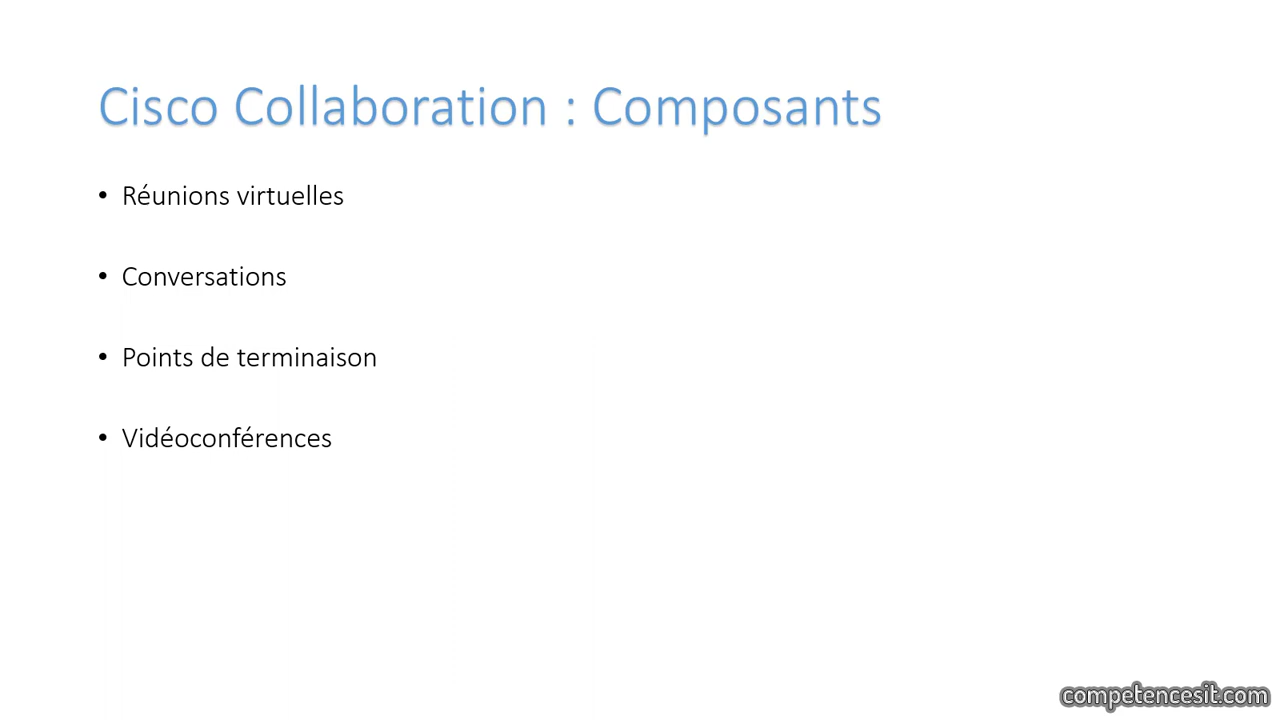 Cisco Collaboration : Composants
• Réunions virtuelles
• Conversations
• Points de terminaison
• Vidéoconférences
competencesit.com